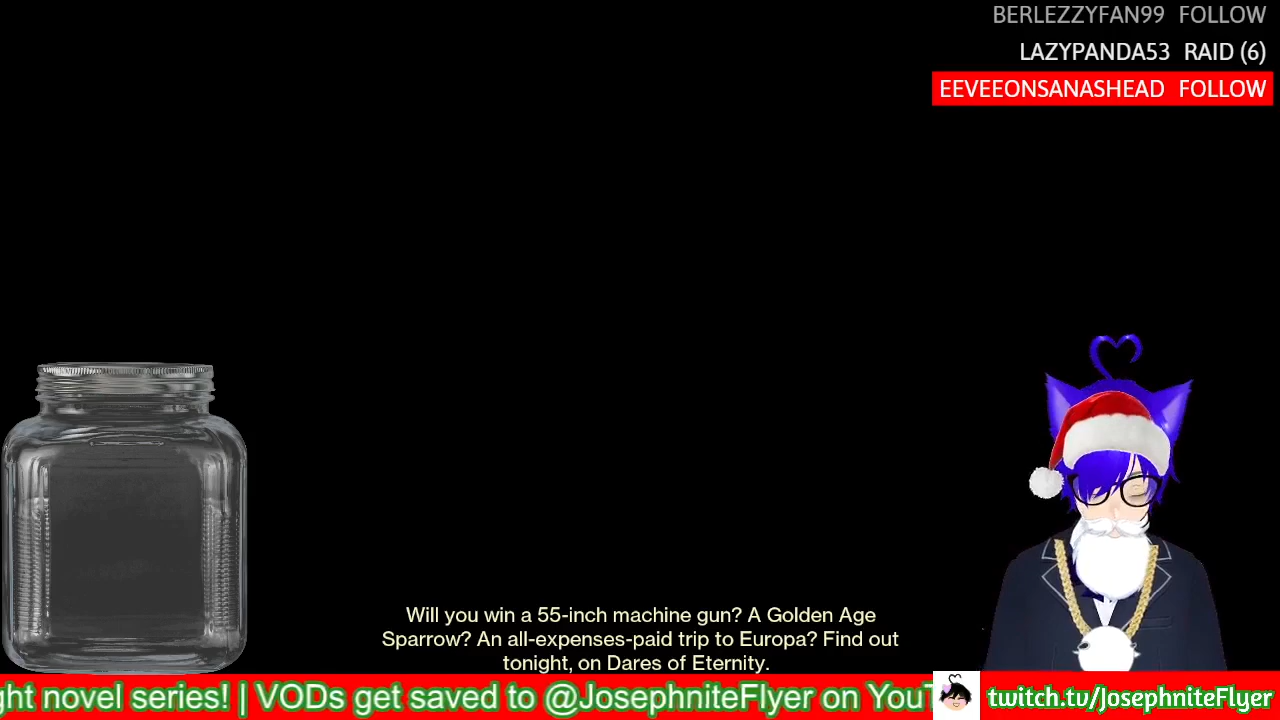 BERLEZZYFAN99 FOLLOW
LAZYPANDA53 RAID (6)
EEVEEONSANASHEAD FOLLOW
Will you win a 55-inch machine gun? A Golden Age
Sparrow? An all-expenses-paid trip to Europa? Find out
tonight, on Dares of Eternity.
ght novel series! | VODs get saved to @JosephniteFlyer on YouT
twitch.tv/JosephniteFlyer